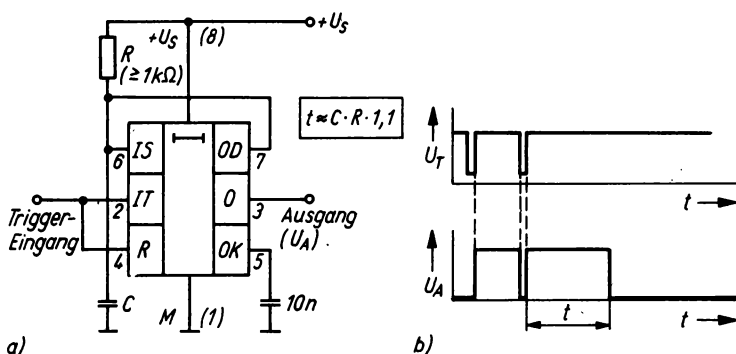 +U_S
(8)
+U_S
R
(≥1kΩ)
t≈C·R·1,1
6 IS
OD 7
2 IT
O 3
4 R
OK 5
Trigger-
Eingang
Ausgang
(U_A)
C
M (1)
10n
a)
U_T
t
U_A
t
t
b)